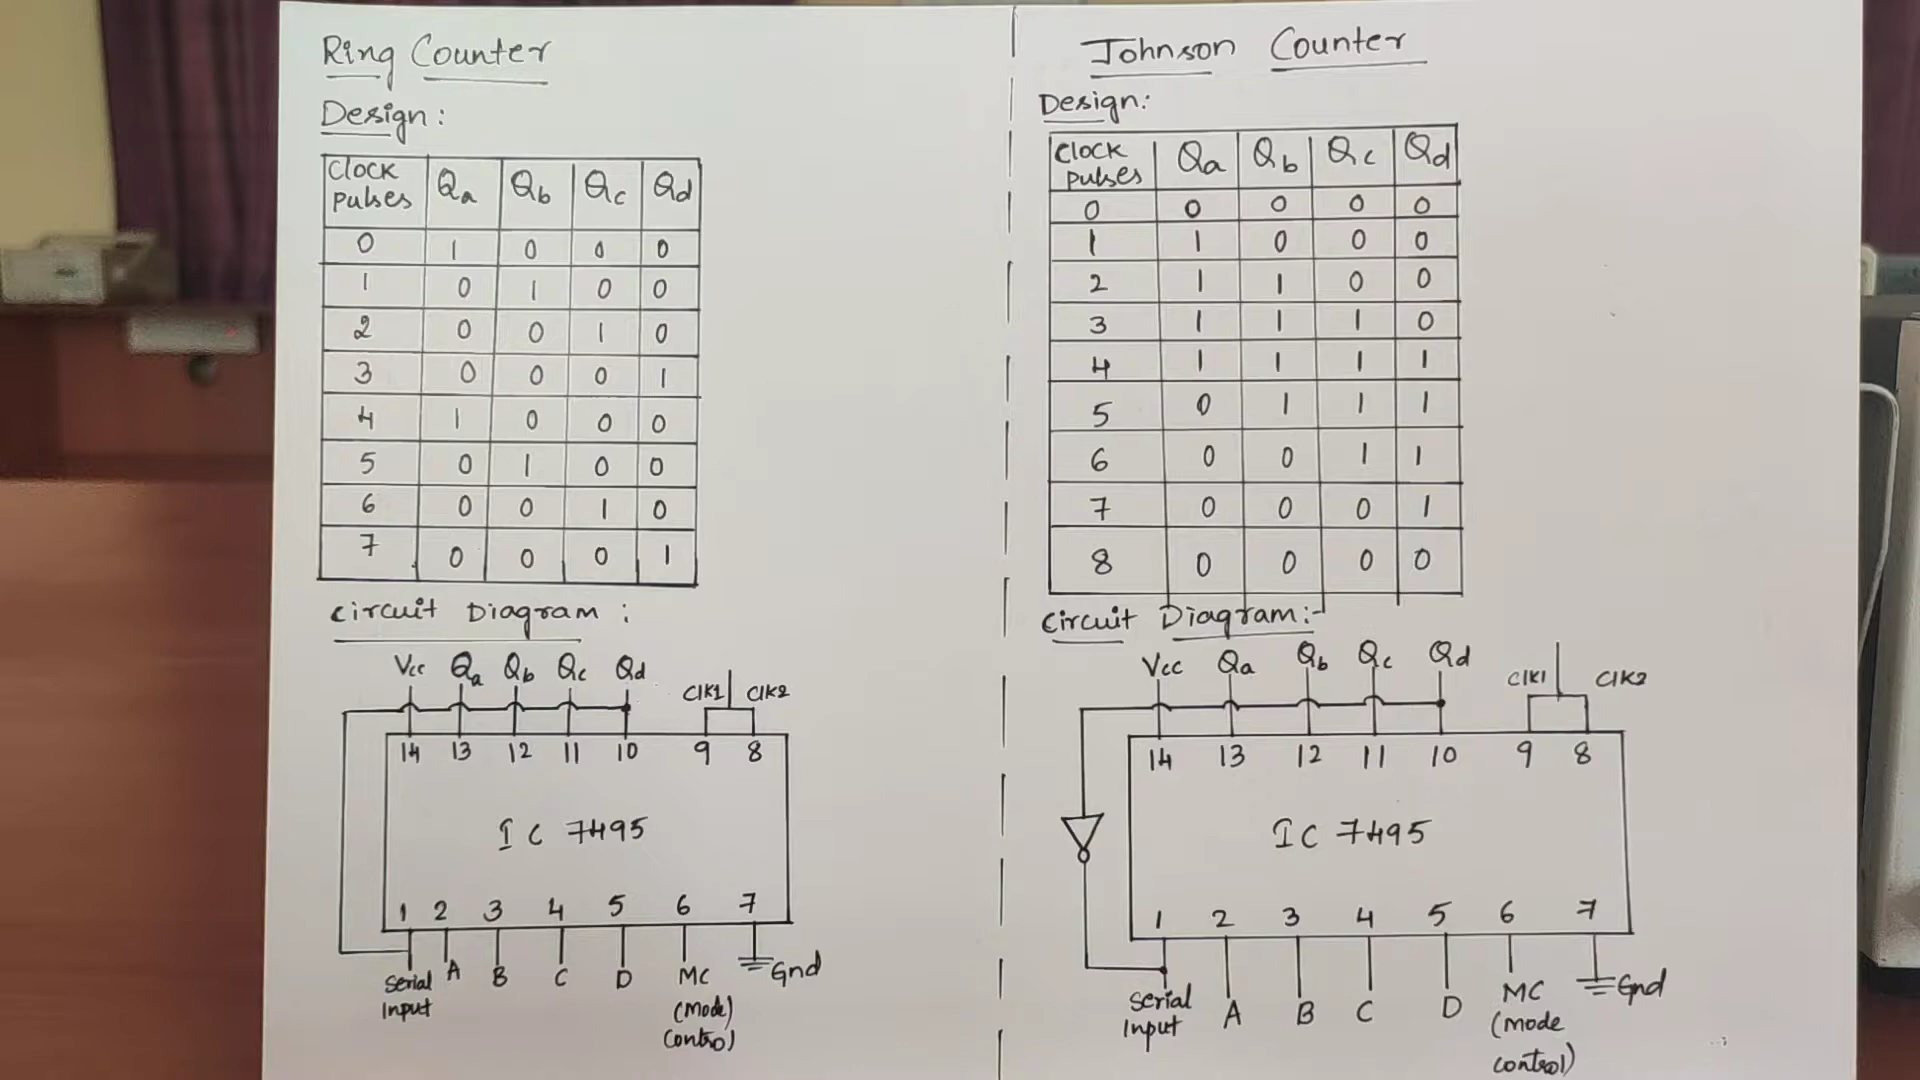 Ring Counter
Design:
Clock pulses Qa Qb Qc Qd
0 1 0 0 0
1 0 1 0 0
2 0 0 1 0
3 0 0 0 1
4 1 0 0 0
5 0 1 0 0
6 0 0 1 0
7 0 0 0 1
Circuit Diagram:
Vcc Qa Qb Qc Qd Clk1 Clk2
14 13 12 11 10 9 8
IC 7495
1 2 3 4 5 6 7
Serial A B C D MC Gnd
Input (Mode)
Control
Johnson Counter
Design:
Clock pulses Qa Qb Qc Qd
0 0 0 0 0
1 1 0 0 0
2 1 1 0 0
3 1 1 1 0
4 1 1 1 1
5 0 1 1 1
6 0 0 1 1
7 0 0 0 1
8 0 0 0 0
Circuit Diagram:-
Vcc Qa Qb Qc Qd Clk1 Clk2
14 13 12 11 10 9 8
IC 7495
1 2 3 4 5 6 7
Serial A B C D MC Gnd
Input (Mode
control)